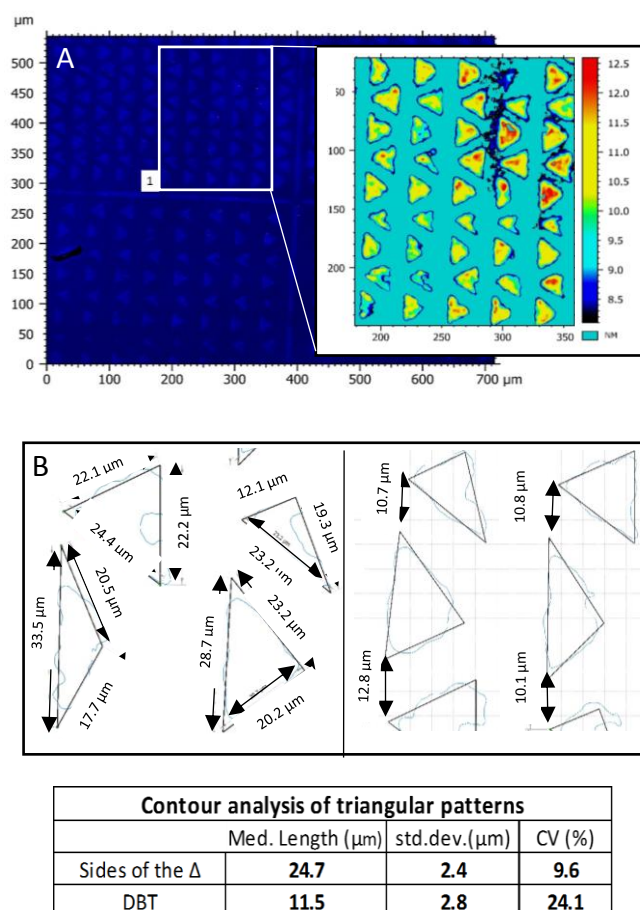 µm
A
500
450
400
350
300
250
200
150
100
50
0
0 100 200 300 400 500 600 700 µm
1
50
100
150
200
200 250 300 350
12.5
12.0
11.5
11.0
10.5
10.0
9.5
9.0
8.5
NM
B
22.1 µm
24.4 µm
22.2 µm
33.5 µm
20.5 µm
17.7 µm
12.1 µm
19.3 µm
23.2 µm
28.7 µm
23.2 µm
20.2 µm
10.7 µm
12.8 µm
10.8 µm
10.1 µm
Contour analysis of triangular patterns
Med. Length (µm) std.dev.(µm) CV (%)
Sides of the Δ 24.7 2.4 9.6
DBT 11.5 2.8 24.1